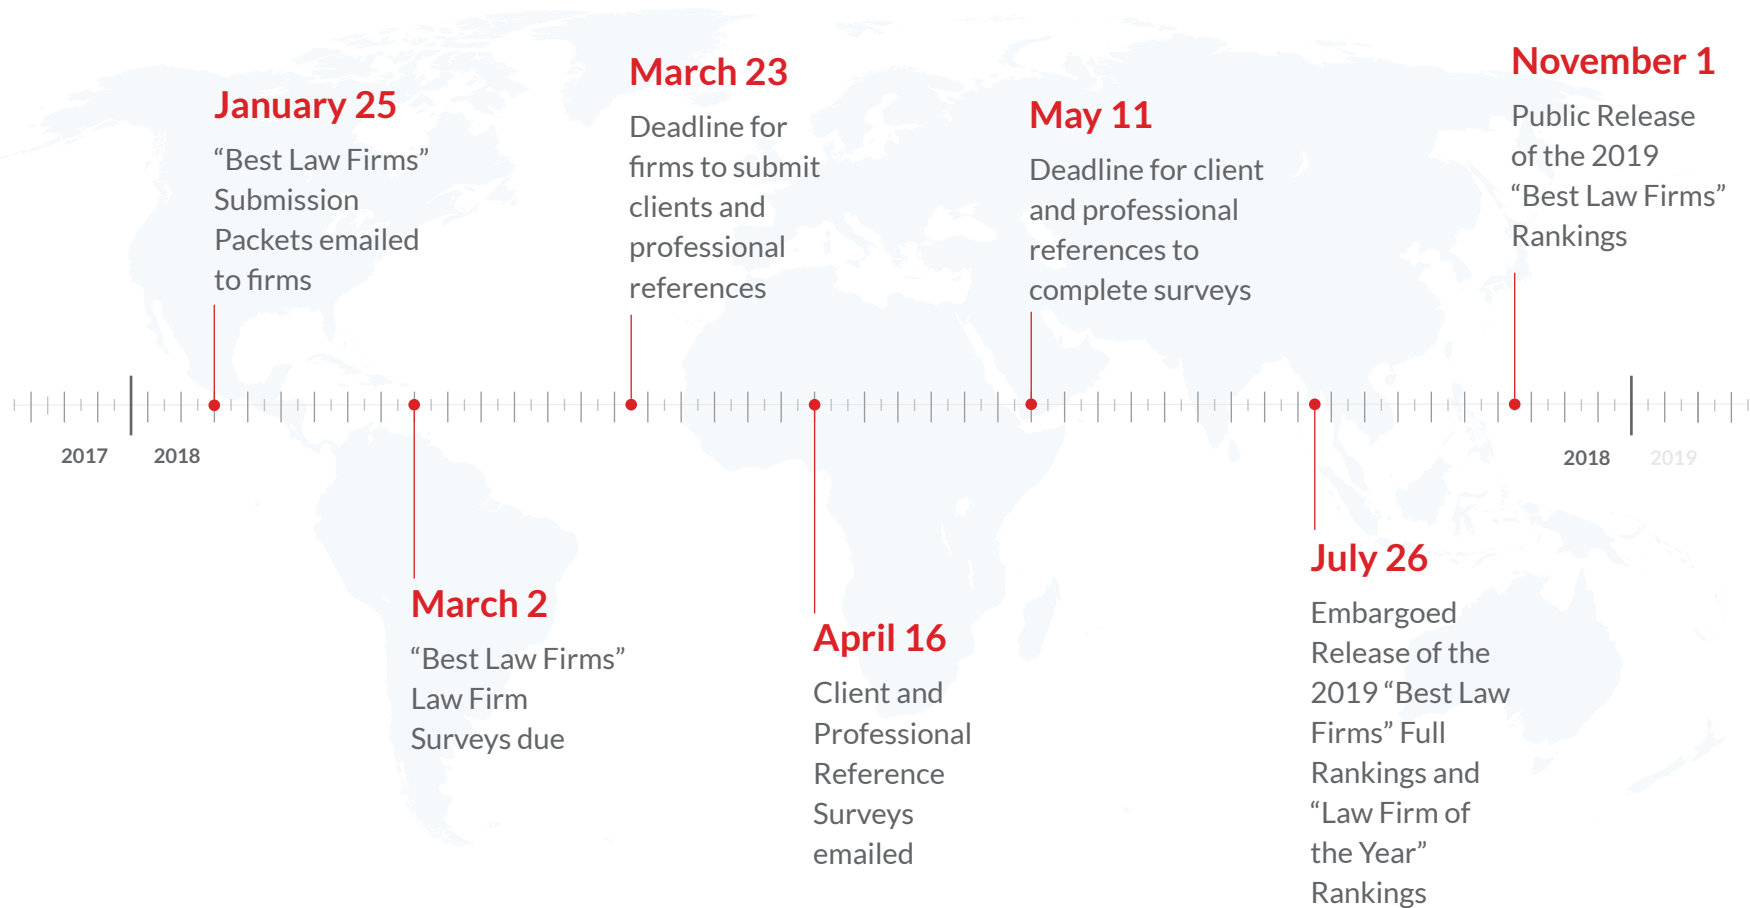 January 25
“Best Law Firms”
Submission
Packets emailed
to firms
March 23
Deadline for
firms to submit
clients and
professional
references
May 11
Deadline for client
and professional
references to
complete surveys
November 1
Public Release
of the 2019
“Best Law Firms”
Rankings
2017
2018
2018
2019
March 2
“Best Law Firms”
Law Firm
Surveys due
April 16
Client and
Professional
Reference
Surveys
emailed
July 26
Embargoed
Release of the
2019 “Best Law
Firms” Full
Rankings and
“Law Firm of
the Year”
Rankings